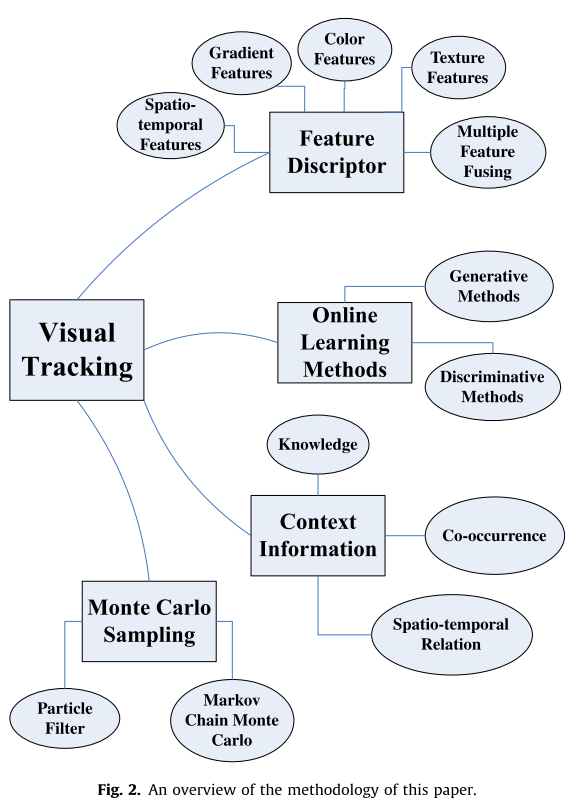 Color
Features
Gradient
Features
Texture
Features
Spatio-
temporal
Features
Feature
Discriptor
Multiple
Feature
Fusing
Visual
Tracking
Online
Learning
Methods
Generative
Methods
Discriminative
Methods
Knowledge
Context
Information
Co-occurrence
Spatio-temporal
Relation
Monte Carlo
Sampling
Particle
Filter
Markov
Chain Monte
Carlo
Fig. 2. An overview of the methodology of this paper.